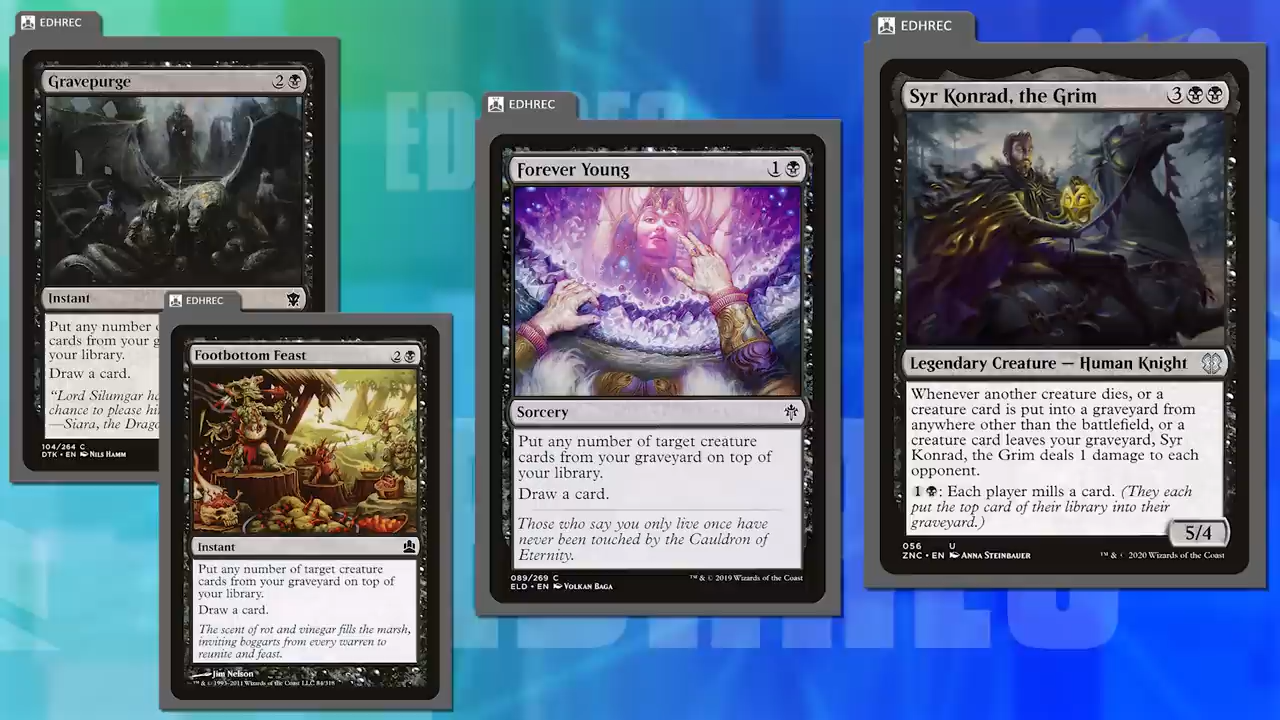 EDHREC
Gravepurge 2
Instant
Put any number
cards from your
your library.
Draw a card.
"Lord Silumgar
chance to please
—Siara, the
104/264 C
DTK • EN Nils Hamm
EDHREC
Footbottom Feast 2
Instant
Put any number of target creature
cards from your graveyard on top of
your library.
Draw a card.
The scent of rot and vinegar fills the marsh,
inviting boggarts from every warren to
reunite and feast.
Jim Nelson
™ & © 1993-2011 Wizards of the Coast LLC 84/318
EDHREC
Forever Young 1
Sorcery
Put any number of target creature
cards from your graveyard on top of
your library.
Draw a card.
Those who say you only live once have
never been touched by the Cauldron of
Eternity.
089/269 C
ELD • EN Volkan Baga ™ & © 2019 Wizards of the Coast
EDHREC
Syr Konrad, the Grim 3
Legendary Creature — Human Knight
Whenever another creature dies, or a
creature card is put into a graveyard from
anywhere other than the battlefield, or a
creature card leaves your graveyard, Syr
Konrad, the Grim deals 1 damage to each
opponent.
1 : Each player mills a card. (They each
put the top card of their library into their
graveyard.)
5/4
056 U
ZNC • EN Anna Steinbauer ™ & © 2020 Wizards of the Coast